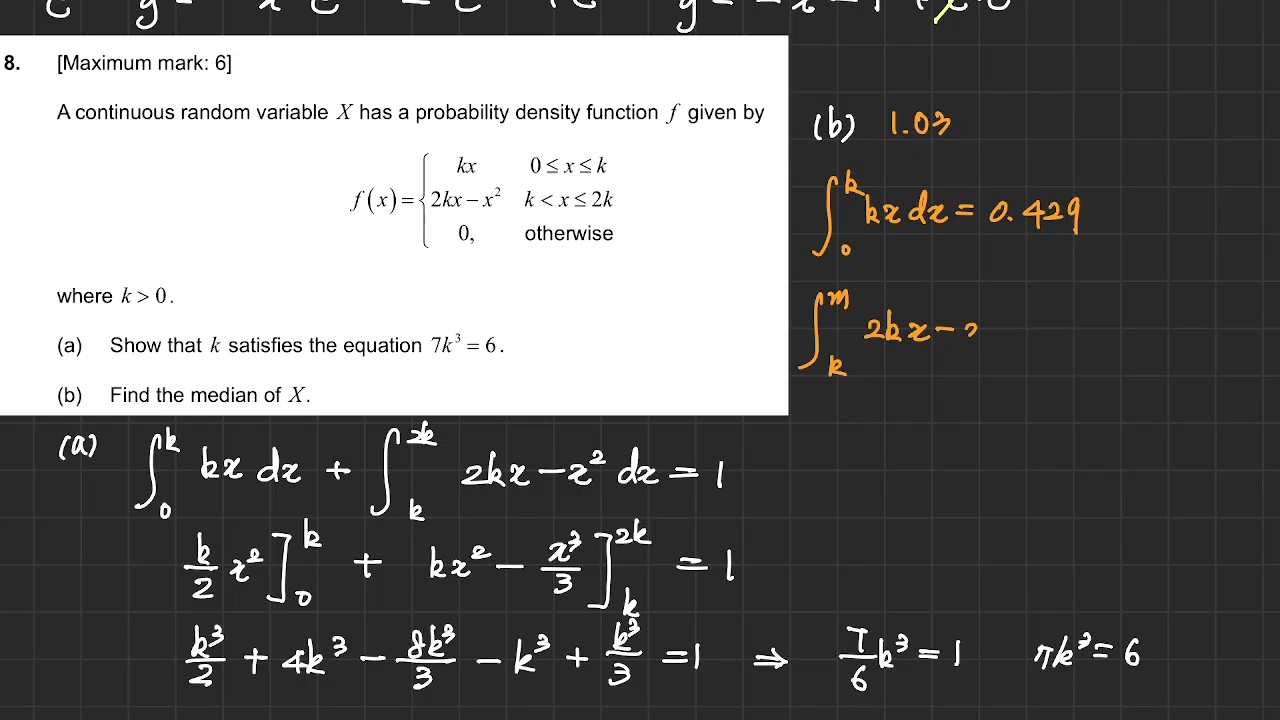 8. [Maximum mark: 6]
A continuous random variable X has a probability density function f given by
f(x) = { kx 0 ≤ x ≤ k
2kx − x² k < x ≤ 2k
0, otherwise
where k > 0.
(a) Show that k satisfies the equation 7k³ = 6.
(b) Find the median of X.
(a) ∫₀ᵏ kx dx + ∫ₖ²ᵏ 2kx − x² dx = 1
k/2 x²]₀ᵏ + kx² − x³/3]ₖ²ᵏ = 1
k³/2 + 4k³ − 8k³/3 − k³ + k³/3 = 1 ⇒ 7/6 k³ = 1 7k³ = 6
(b) 1.03
∫₀ᵏ kx dx = 0.429
∫ₖᵐ 2kx −